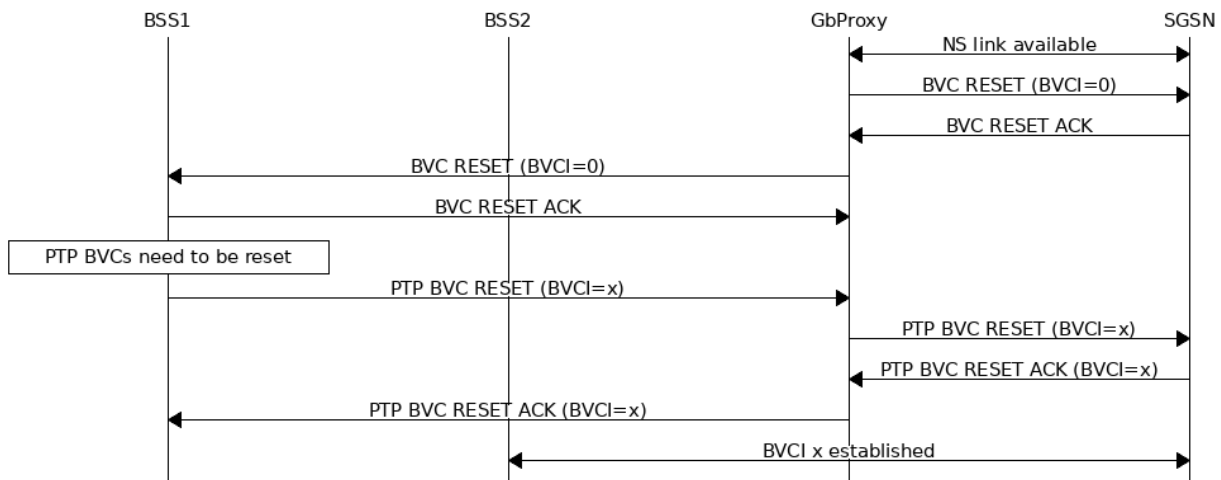 BSS1 BSS2 GbProxy SGSN
NS link available
BVC RESET (BVCI=0)
BVC RESET ACK
BVC RESET (BVCI=0)
BVC RESET ACK
PTP BVCs need to be reset
PTP BVC RESET (BVCI=x)
PTP BVC RESET (BVCI=x)
PTP BVC RESET ACK (BVCI=x)
PTP BVC RESET ACK (BVCI=x)
BVCI x established